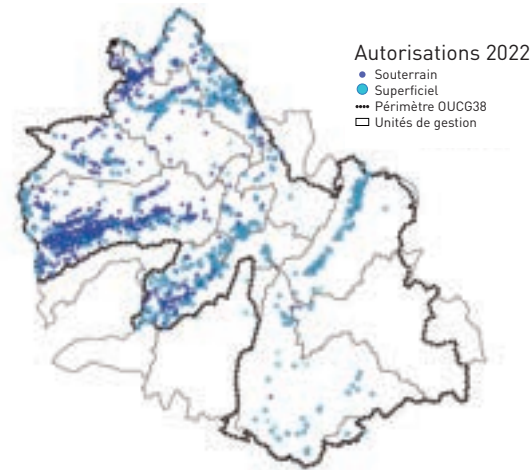 Autorisations 2022
Souterrain
Superficiel
Périmètre OUCG38
Unités de gestion